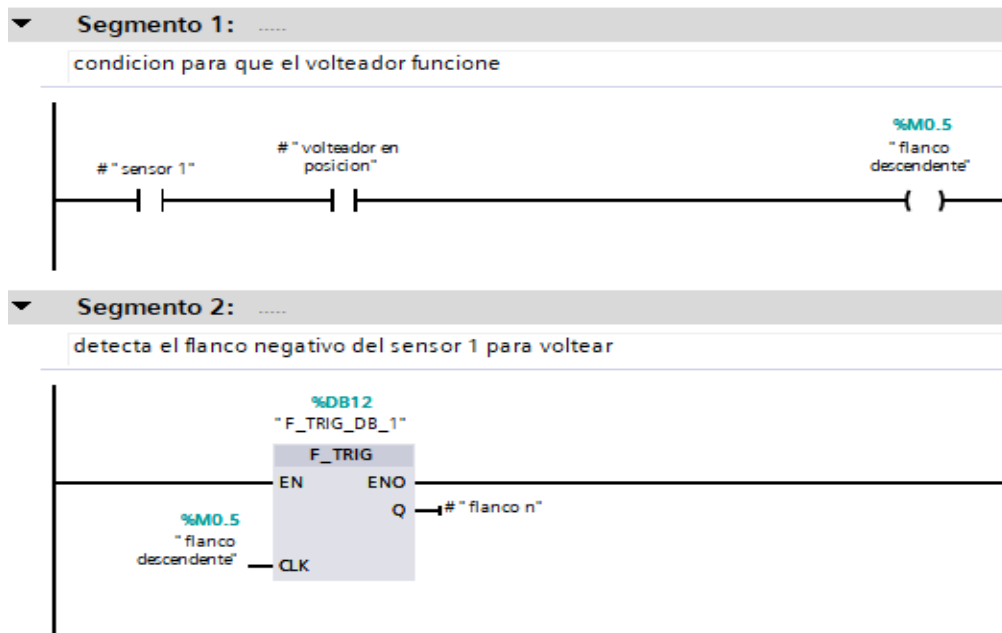 Segmento 1: .....
condicion para que el volteador funcione
%M0.5
"flanco
descendente"
#"volteador en
posicion"
#"sensor 1"
Segmento 2: .....
detecta el flanco negativo del sensor 1 para voltear
%DB12
"F_TRIG_DB_1"
F_TRIG
EN ENO
Q #"flanco n"
%M0.5
"flanco
descendente"
CLK